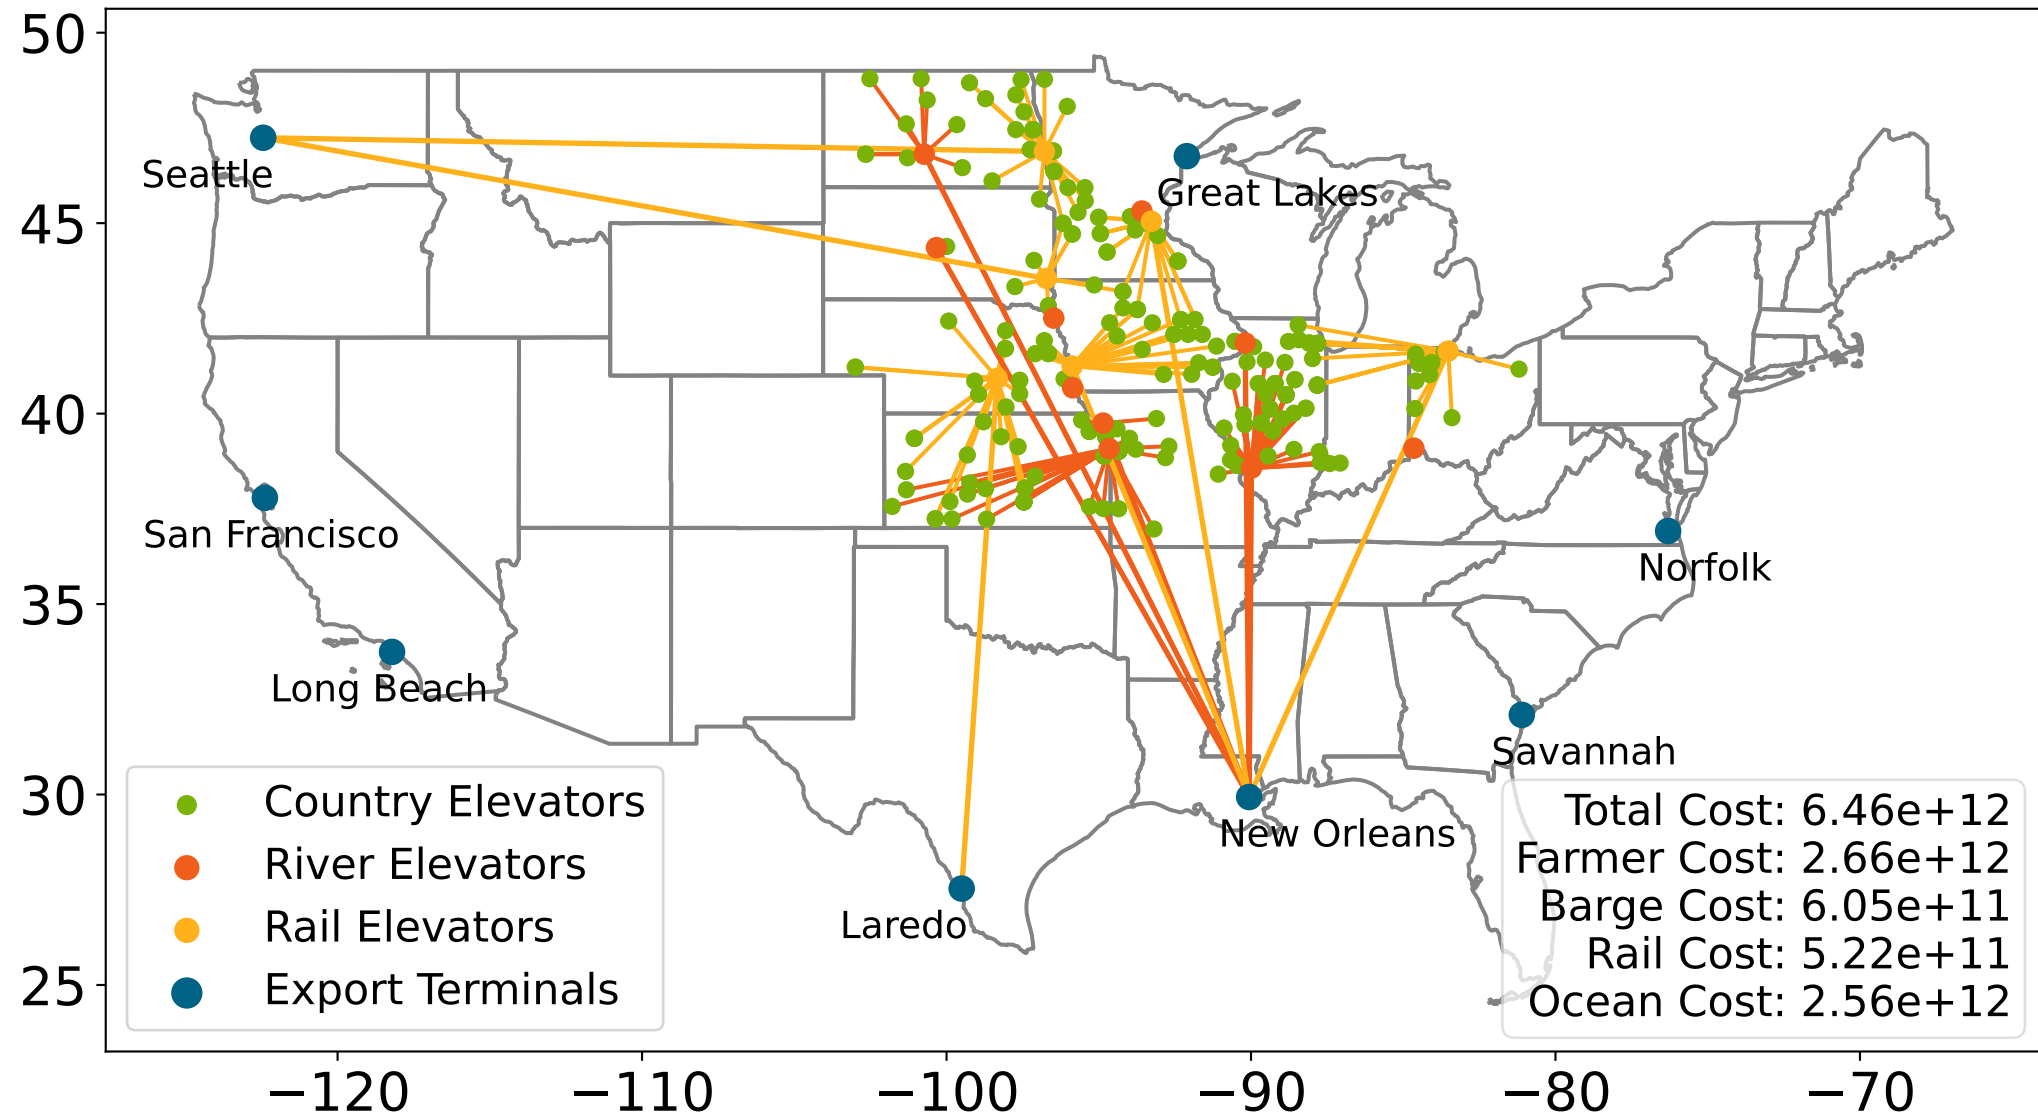 50
45
40
35
30
25
−120
−110
−100
−90
−80
−70
Seattle
Great Lakes
San Francisco
Norfolk
Long Beach
Savannah
New Orleans
Laredo
Country Elevators
River Elevators
Rail Elevators
Export Terminals
Total Cost: 6.46e+12
Farmer Cost: 2.66e+12
Barge Cost: 6.05e+11
Rail Cost: 5.22e+11
Ocean Cost: 2.56e+12